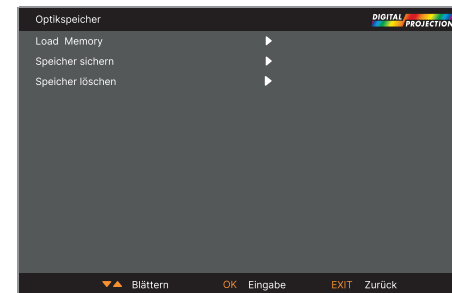 Optikspeicher DIGITAL PROJECTION
Load Memory
Speicher sichern
Speicher löschen
Blättern OK Eingabe EXIT Zurück